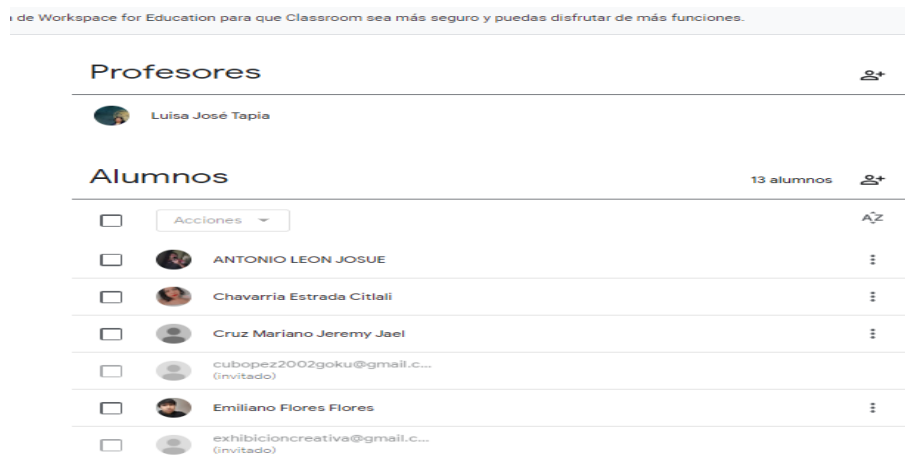 de Workspace for Education para que Classroom sea más seguro y puedas disfrutar de más funciones.
Profesores
Luisa José Tapia
Alumnos
13 alumnos
Acciones
AZ
ANTONIO LEON JOSUE
Chavarria Estrada Citlali
Cruz Mariano Jeremy Jael
cubopez2002goku@gmail.c...
(invitado)
Emiliano Flores Flores
exhibicioncreativa@gmail.c...
(invitado)